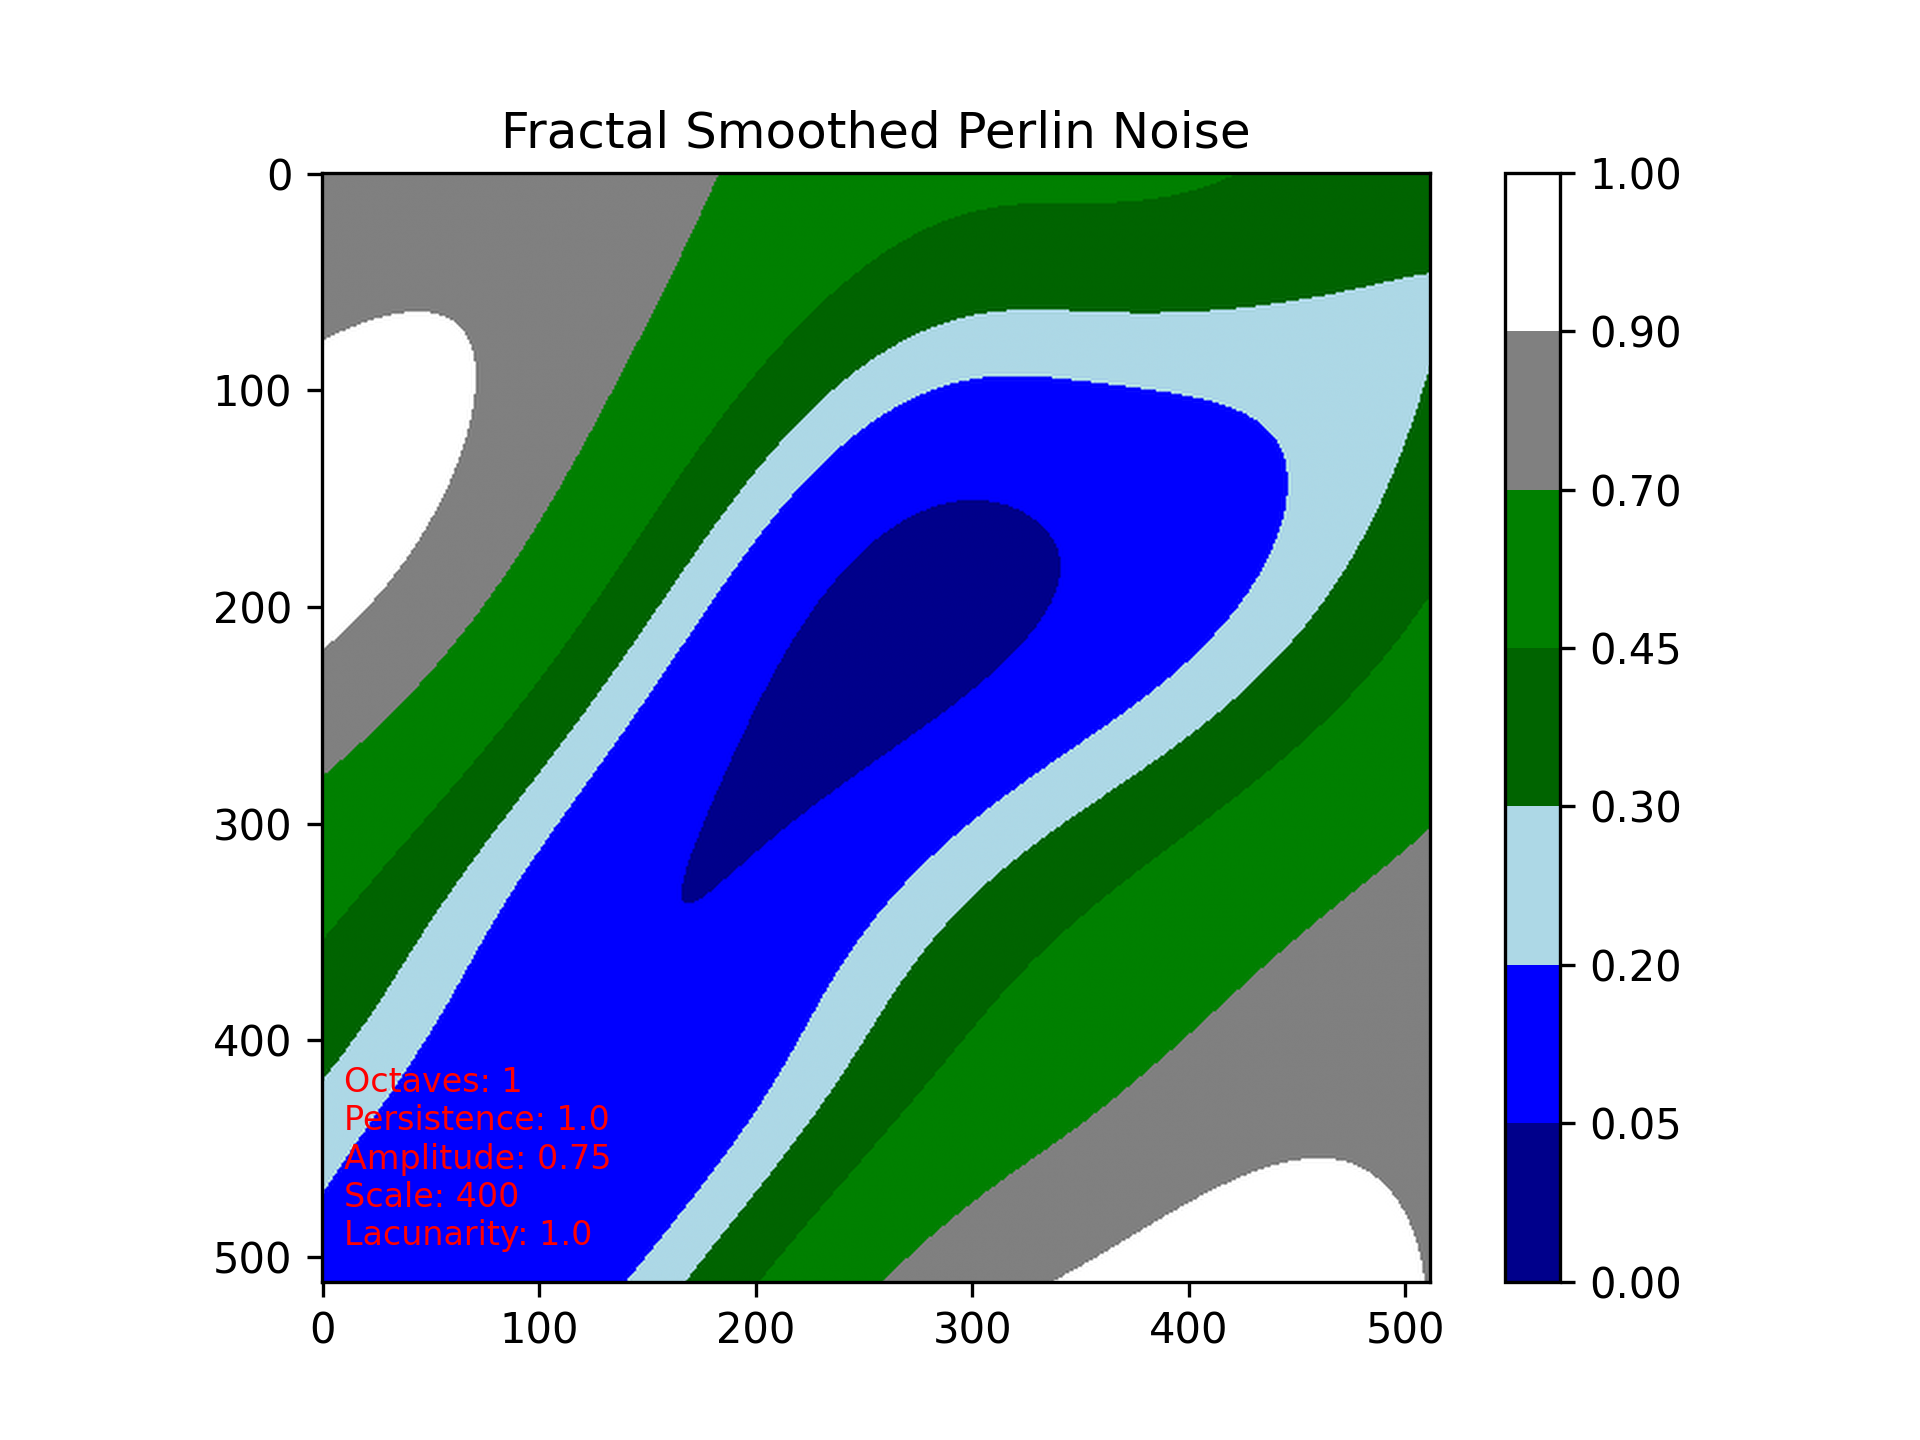 Fractal Smoothed Perlin Noise
0
100
200
300
400
500
Octaves: 1
Persistence: 1.0
Amplitude: 0.75
Scale: 400
Lacunarity: 1.0
0 100 200 300 400 500
1.00
0.90
0.70
0.45
0.30
0.20
0.05
0.00